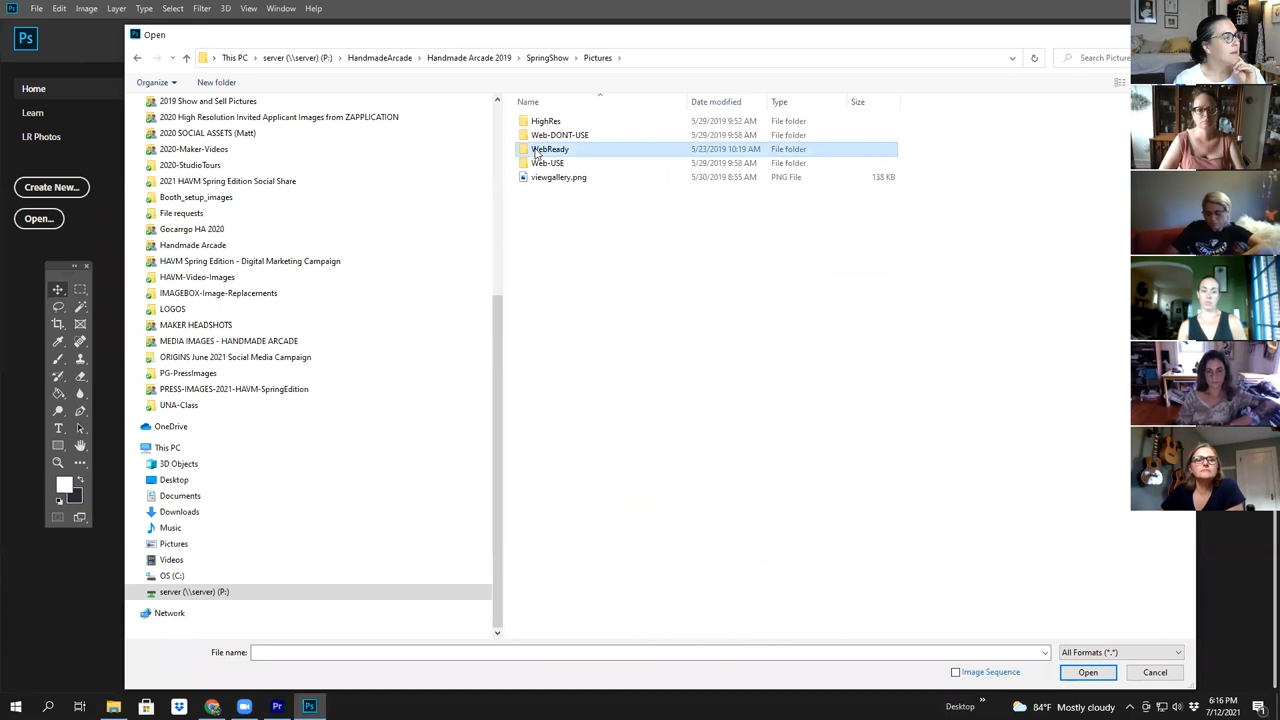 File Edit Image Layer Type Select Filter 3D View Window Help
Ps
Open
This PC > server (\\server) (P:) > HandmadeArcade > Handmade Arcade 2019 > SpringShow > Pictures >
Search Picture
Organize New folder
Home
Learn
LR Photos
Create New...
Open...
2019 Show and Sell Pictures
2020 High Resolution Invited Applicant Images from ZAPPLICATION
2020 SOCIAL ASSETS (Matt)
2020-Maker-Videos
2020-StudioTours
2021 HAVM Spring Edition Social Share
Booth_setup_images
File requests
Gocarrgo HA 2020
Handmade Arcade
HAVM Spring Edition - Digital Marketing Campaign
HAVM-Video-Images
IMAGEBOX-Image-Replacements
LOGOS
MAKER HEADSHOTS
MEDIA IMAGES - HANDMADE ARCADE
ORIGINS June 2021 Social Media Campaign
PG-PressImages
PRESS-IMAGES-2021-HAVM-SpringEdition
UNA-Class
OneDrive
This PC
3D Objects
Desktop
Documents
Downloads
Music
Pictures
Videos
OS (C:)
server (\\server) (P:)
Network
Name Date modified Type Size
HighRes 5/29/2019 9:52 AM File folder
Web-DONT-USE 5/29/2019 9:58 AM File folder
WebReady 5/23/2019 10:19 AM File folder
Web-USE 5/29/2019 9:58 AM File folder
viewgallery.png 5/30/2019 8:55 AM PNG File 138 KB
File name:
All Formats (*.*)
Image Sequence
Open Cancel
Pr Ps
Desktop
84°F Mostly cloudy
6:16 PM
7/12/2021